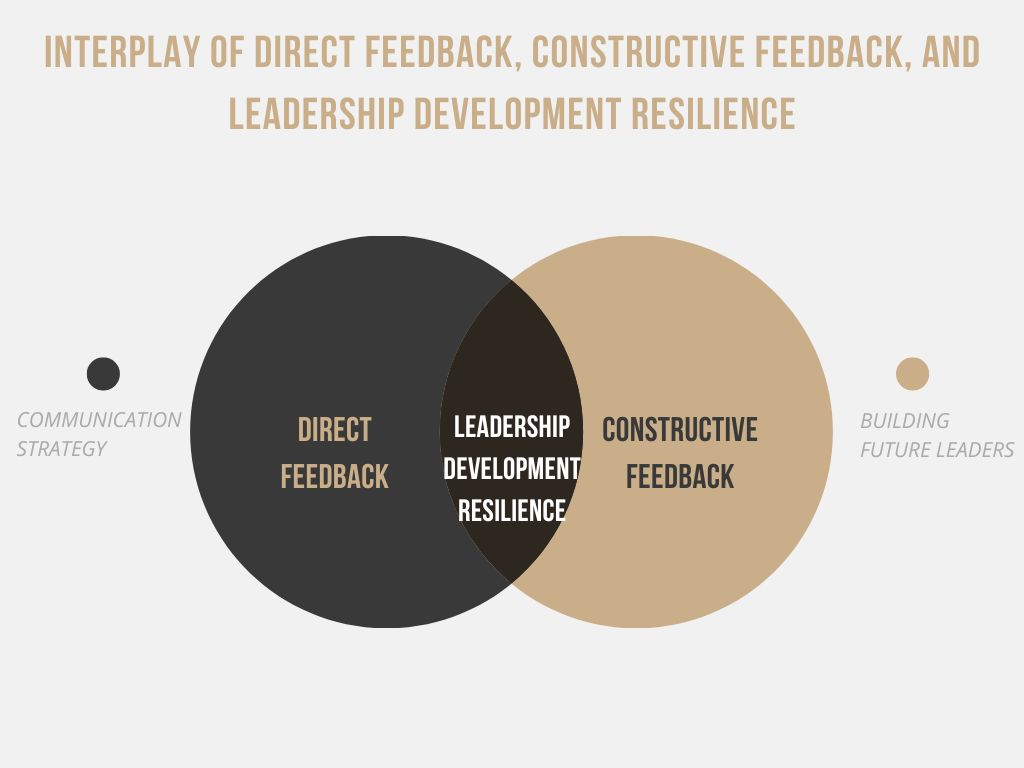 INTERPLAY OF DIRECT FEEDBACK, CONSTRUCTIVE FEEDBACK, AND
LEADERSHIP DEVELOPMENT RESILIENCE
COMMUNICATION
STRATEGY
DIRECT
FEEDBACK
LEADERSHIP
DEVELOPMENT
RESILIENCE
CONSTRUCTIVE
FEEDBACK
BUILDING
FUTURE LEADERS